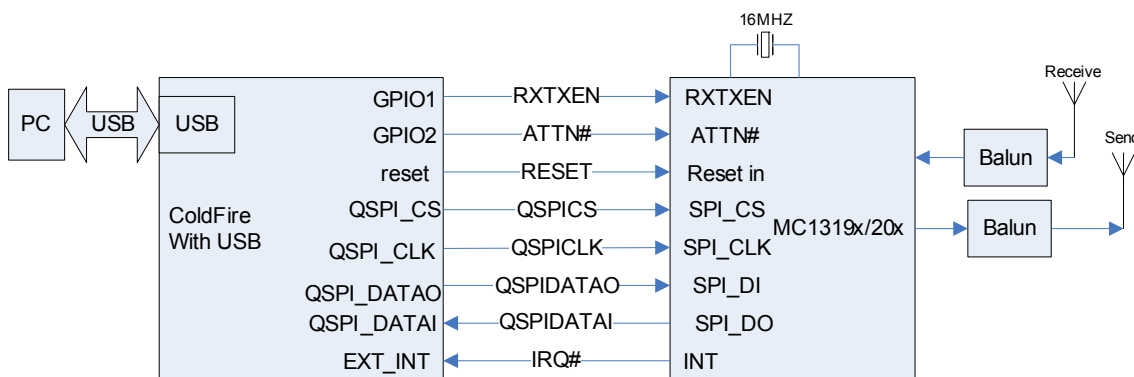 16MHZ
PC
USB
USB
ColdFire
With USB
GPIO1
RXTXEN
RXTXEN
GPIO2
ATTN#
ATTN#
reset
RESET
Reset in
QSPI_CS
QSPICS
SPI_CS
QSPI_CLK
QSPICLK
SPI_CLK
QSPI_DATAO
QSPIDATAO
SPI_DI
QSPI_DATAI
QSPIDATAI
SPI_DO
EXT_INT
IRQ#
INT
MC1319x/20x
Receive
Balun
Send
Balun